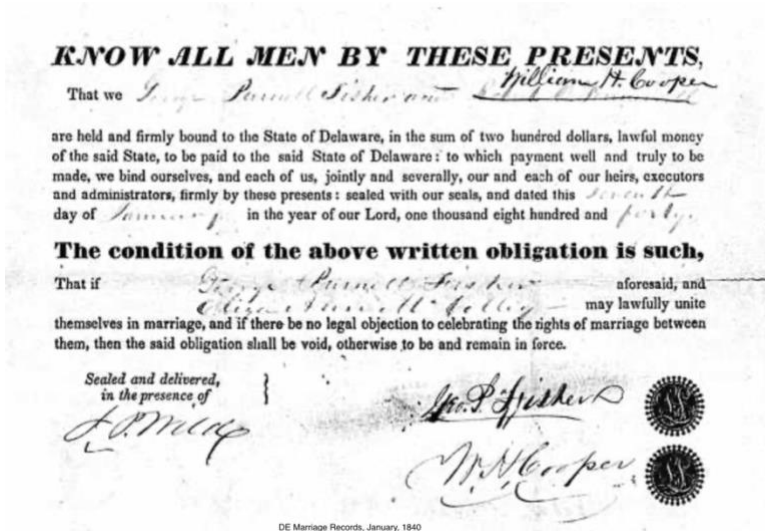 KNOW ALL MEN BY THESE PRESENTS,
William H. Cooper
That we George Purnell Fisher and
are held and firmly bound to the State of Delaware, in the sum of two hundred dollars, lawful money
of the said State, to be paid to the said State of Delaware: to which payment well and truly to be
made, we bind ourselves, and each of us, jointly and severally, our and each of our heirs, executors
and administrators, firmly by these presents: sealed with our seals, and dated this seventh
day of January in the year of our Lord, one thousand eight hundred and forty.
The condition of the above written obligation is such,
That if George Purnell Fisher aforesaid, and
Eliza may lawfully unite
themselves in marriage, and if there be no legal objection to celebrating the rights of marriage between
them, then the said obligation shall be void, otherwise to be and remain in force.
Sealed and delivered,
in the presence of
Geo. P. Fisher
W. H. Cooper
DE Marriage Records, January, 1840